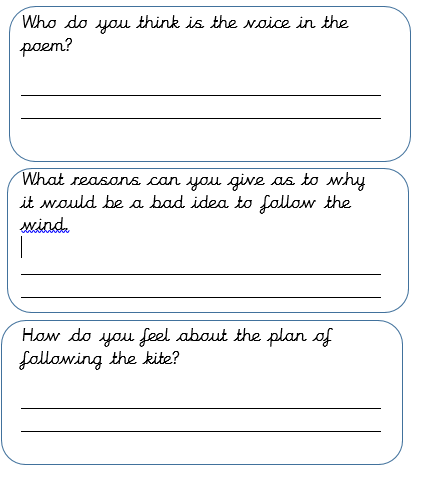 Who do you think is the voice in the
poem?
What reasons can you give as to why
it would be a bad idea to follow the
wind.
How do you feel about the plan of
following the kite?